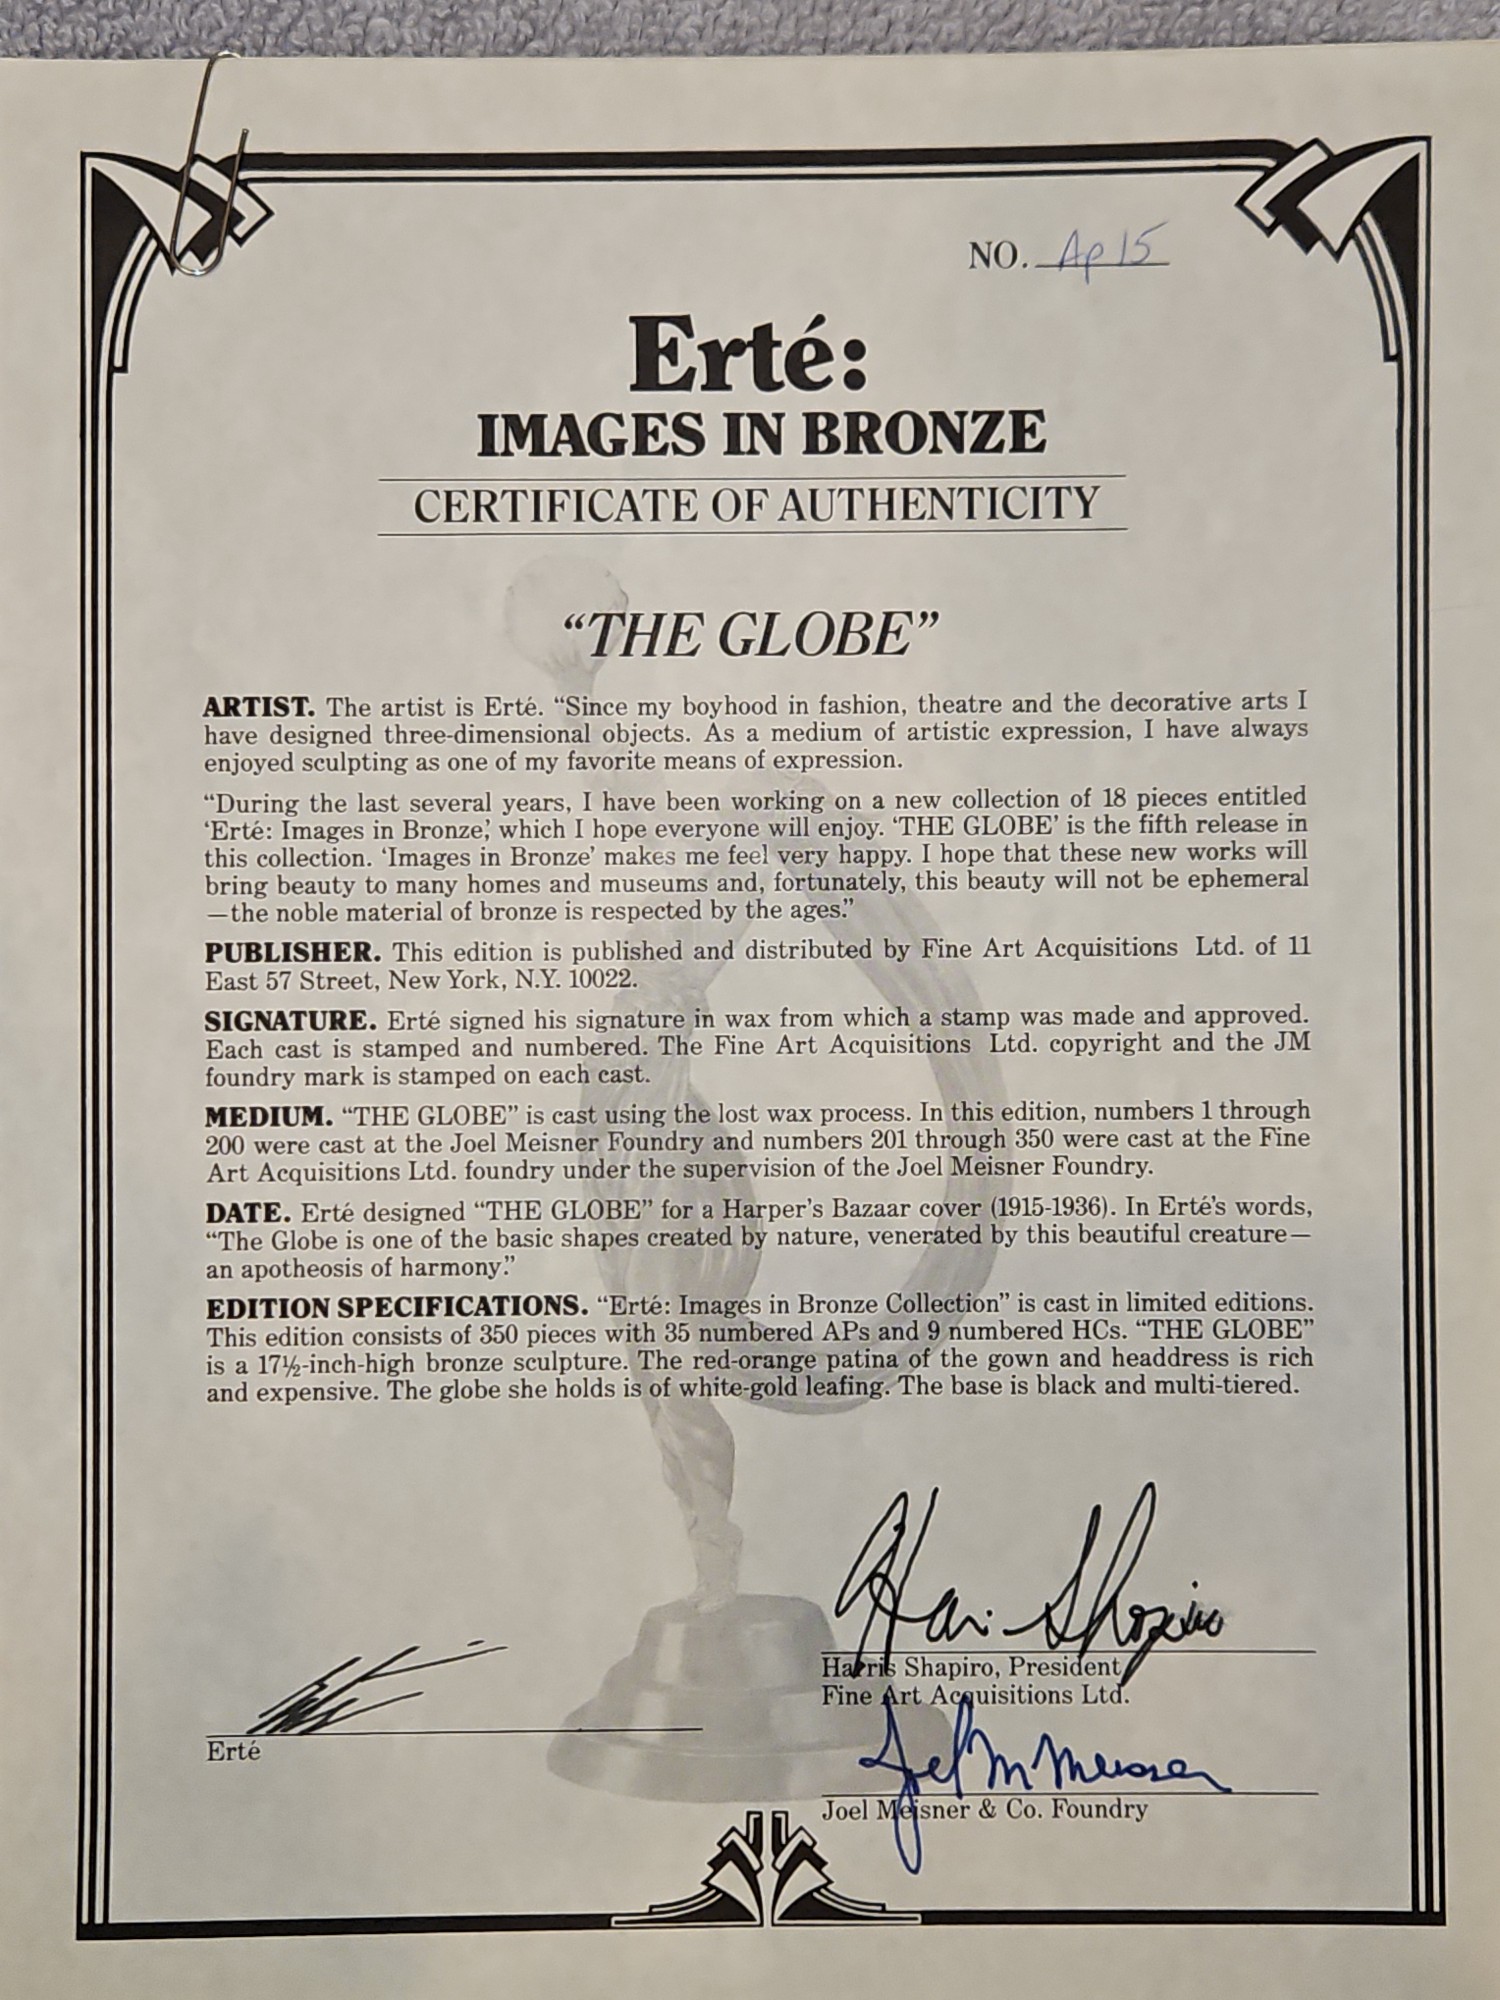 NO. Ap 15
Erté:
IMAGES IN BRONZE
CERTIFICATE OF AUTHENTICITY
“THE GLOBE”
ARTIST. The artist is Erté. “Since my boyhood in fashion, theatre and the decorative arts I
have designed three-dimensional objects. As a medium of artistic expression, I have always
enjoyed sculpting as one of my favorite means of expression.
“During the last several years, I have been working on a new collection of 18 pieces entitled
‘Erté: Images in Bronze,’ which I hope everyone will enjoy. ‘THE GLOBE’ is the fifth release in
this collection. ‘Images in Bronze’ makes me feel very happy. I hope that these new works will
bring beauty to many homes and museums and, fortunately, this beauty will not be ephemeral
—the noble material of bronze is respected by the ages.”
PUBLISHER. This edition is published and distributed by Fine Art Acquisitions Ltd. of 11
East 57 Street, New York, N.Y. 10022.
SIGNATURE. Erté signed his signature in wax from which a stamp was made and approved.
Each cast is stamped and numbered. The Fine Art Acquisitions Ltd. copyright and the JM
foundry mark is stamped on each cast.
MEDIUM. “THE GLOBE” is cast using the lost wax process. In this edition, numbers 1 through
200 were cast at the Joel Meisner Foundry and numbers 201 through 350 were cast at the Fine
Art Acquisitions Ltd. foundry under the supervision of the Joel Meisner Foundry.
DATE. Erté designed “THE GLOBE” for a Harper’s Bazaar cover (1915-1936). In Erté’s words,
“The Globe is one of the basic shapes created by nature, venerated by this beautiful creature—
an apotheosis of harmony.”
EDITION SPECIFICATIONS. “Erté: Images in Bronze Collection” is cast in limited editions.
This edition consists of 350 pieces with 35 numbered APs and 9 numbered HCs. “THE GLOBE”
is a 17½-inch-high bronze sculpture. The red-orange patina of the gown and headdress is rich
and expensive. The globe she holds is of white-gold leafing. The base is black and multi-tiered.
Harris Shapiro, President
Fine Art Acquisitions Ltd.
Erté
Joel M Meisner
Joel Meisner & Co. Foundry